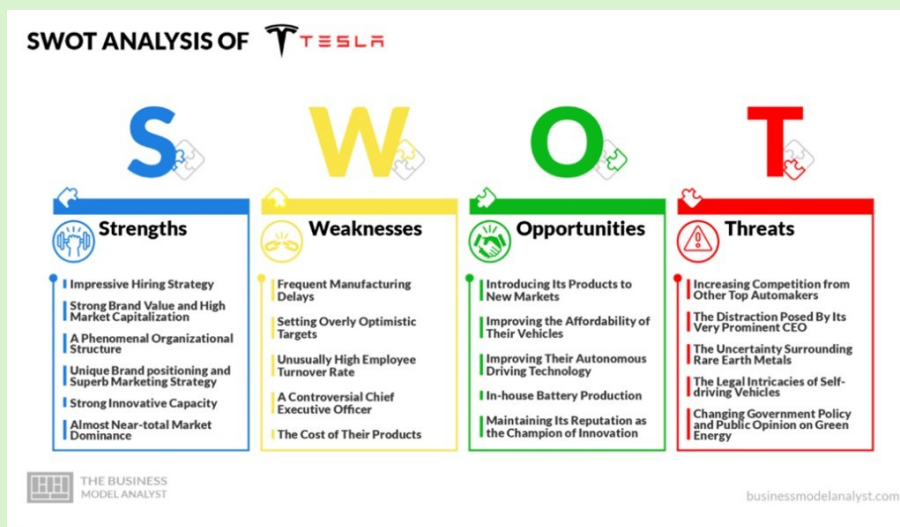 SWOT ANALYSIS OF TESLA
S W O T
Strengths
Impressive Hiring Strategy
Strong Brand Value and High
Market Capitalization
A Phenomenal Organizational
Structure
Unique Brand positioning and
Superb Marketing Strategy
Strong Innovative Capacity
Almost Near-total Market
Dominance
Weaknesses
Frequent Manufacturing
Delays
Setting Overly Optimistic
Targets
Unusually High Employee
Turnover Rate
A Controversial Chief
Executive Officer
The Cost of Their Products
Opportunities
Introducing Its Products to
New Markets
Improving the Affordability of
Their Vehicles
Improving Their Autonomous
Driving Technology
In-house Battery Production
Maintaining Its Reputation as
the Champion of Innovation
Threats
Increasing Competition from
Other Top Automakers
The Distraction Posed By Its
Very Prominent CEO
The Uncertainty Surrounding
Rare Earth Metals
The Legal Intricacies of Self-
driving Vehicles
Changing Government Policy
and Public Opinion on Green
Energy
THE BUSINESS
MODEL ANALYST
businessmodelanalyst.com